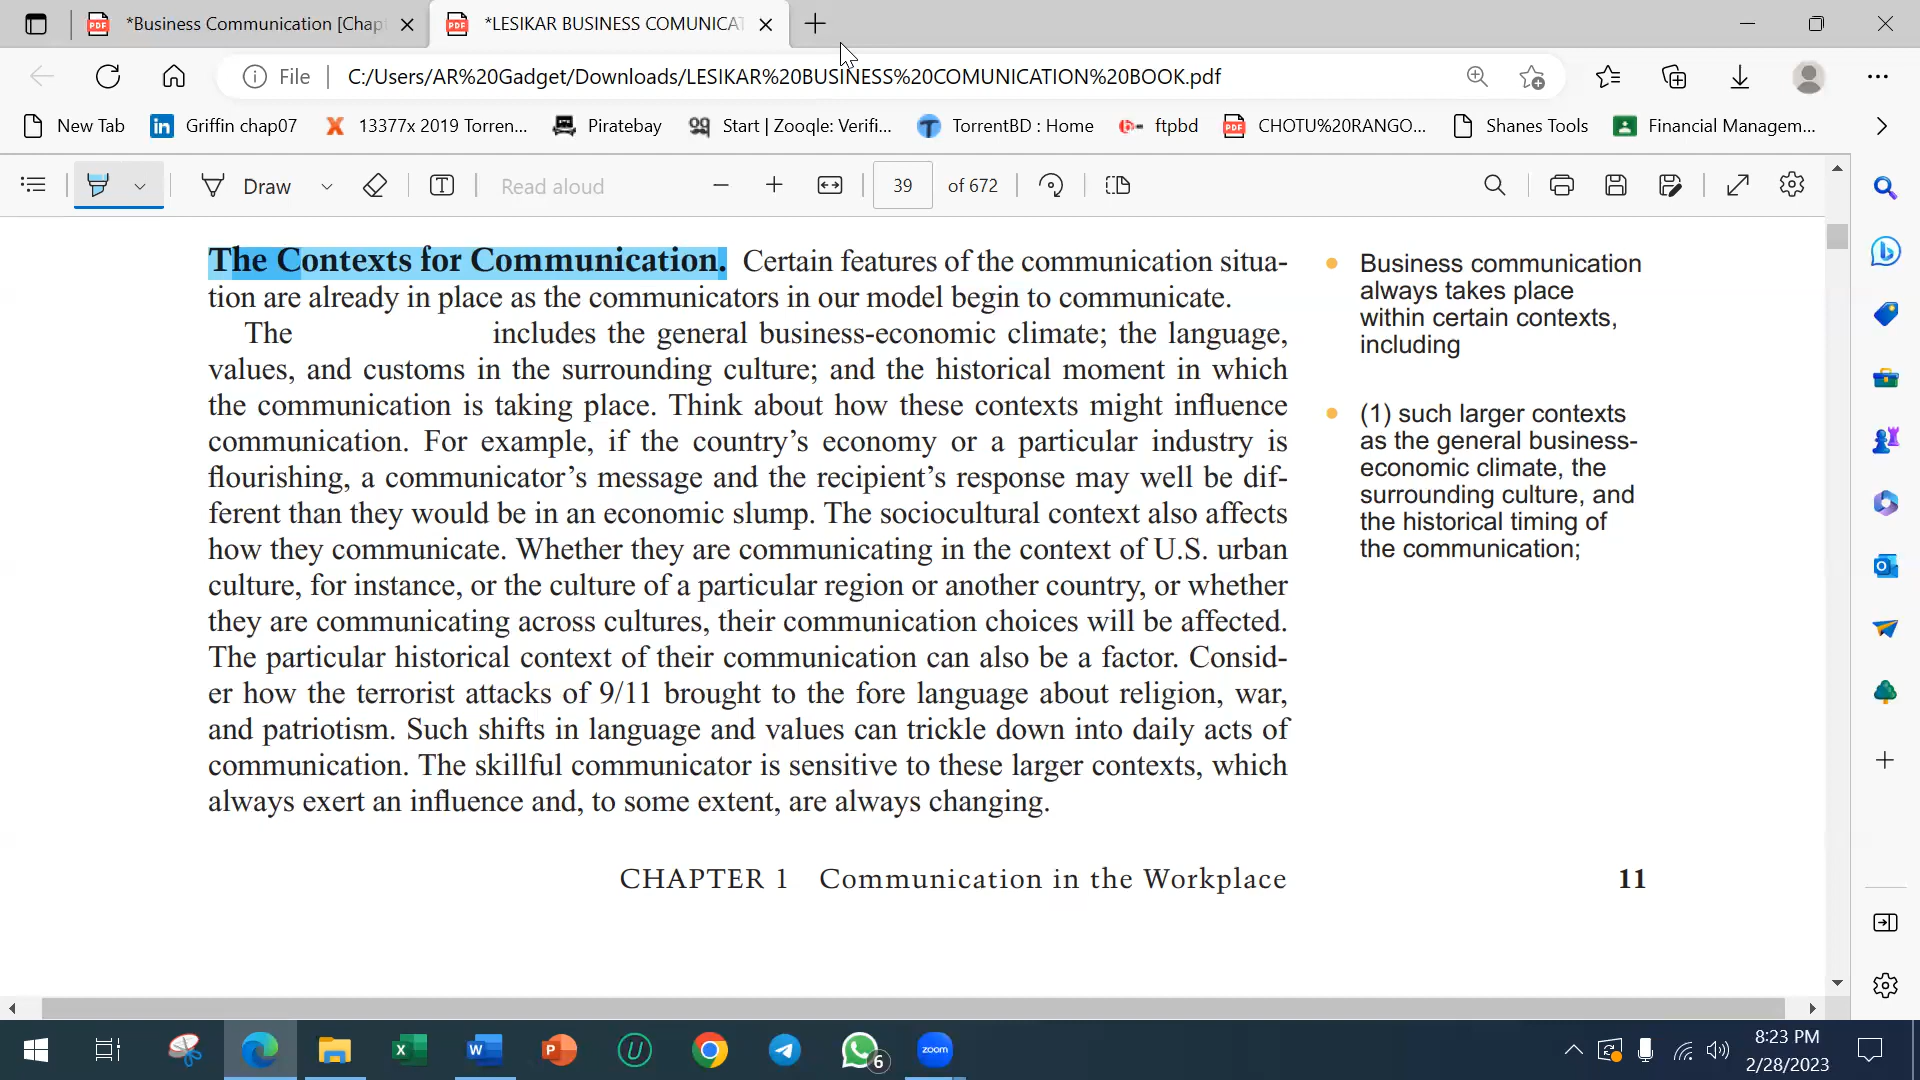 *Business Communication [Chap
*LESIKAR BUSINESS COMUNICAT
File
C:/Users/AR%20Gadget/Downloads/LESIKAR%20BUSINESS%20COMUNICATION%20BOOK.pdf
New Tab
Griffin chap07
13377x 2019 Torren...
Piratebay
Start | Zooqle: Verifi...
TorrentBD : Home
ftpbd
CHOTU%20RANGO...
Shanes Tools
Financial Managem...
Draw
Read aloud
39
of 672
The Contexts for Communication. Certain features of the communication situa-
tion are already in place as the communicators in our model begin to communicate.
The includes the general business-economic climate; the language,
values, and customs in the surrounding culture; and the historical moment in which
the communication is taking place. Think about how these contexts might influence
communication. For example, if the country's economy or a particular industry is
flourishing, a communicator's message and the recipient's response may well be dif-
ferent than they would be in an economic slump. The sociocultural context also affects
how they communicate. Whether they are communicating in the context of U.S. urban
culture, for instance, or the culture of a particular region or another country, or whether
they are communicating across cultures, their communication choices will be affected.
The particular historical context of their communication can also be a factor. Consid-
er how the terrorist attacks of 9/11 brought to the fore language about religion, war,
and patriotism. Such shifts in language and values can trickle down into daily acts of
communication. The skillful communicator is sensitive to these larger contexts, which
always exert an influence and, to some extent, are always changing.
Business communication
always takes place
within certain contexts,
including
(1) such larger contexts
as the general business-
economic climate, the
surrounding culture, and
the historical timing of
the communication;
CHAPTER 1 Communication in the Workplace
11
zoom
6
8:23 PM
2/28/2023